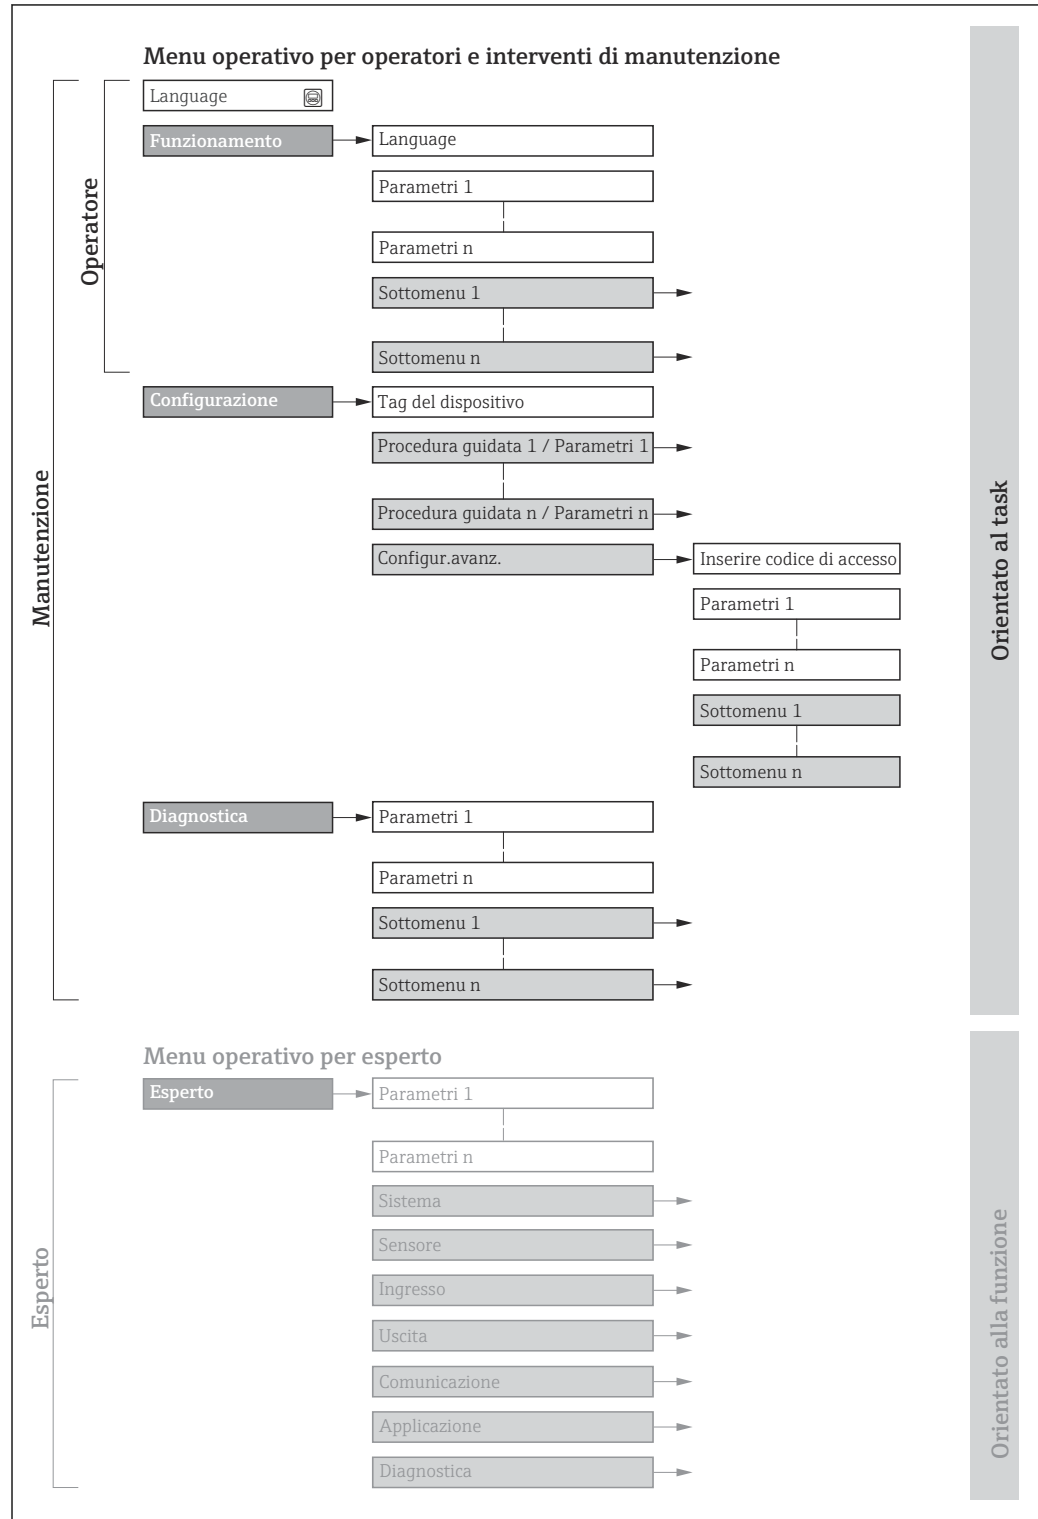 Menu operativo per operatori e interventi di manutenzione
Language
Funzionamento
Language
Parametri 1
Parametri n
Sottomenu 1
Sottomenu n
Operatore
Configurazione
Tag del dispositivo
Procedura guidata 1 / Parametri 1
Procedura guidata n / Parametri n
Configur.avanz.
Inserire codice di accesso
Parametri 1
Parametri n
Sottomenu 1
Sottomenu n
Manutenzione
Orientato al task
Diagnostica
Parametri 1
Parametri n
Sottomenu 1
Sottomenu n
Menu operativo per esperto
Esperto
Parametri 1
Parametri n
Sistema
Sensore
Ingresso
Uscita
Comunicazione
Applicazione
Diagnostica
Esperto
Orientato alla funzione